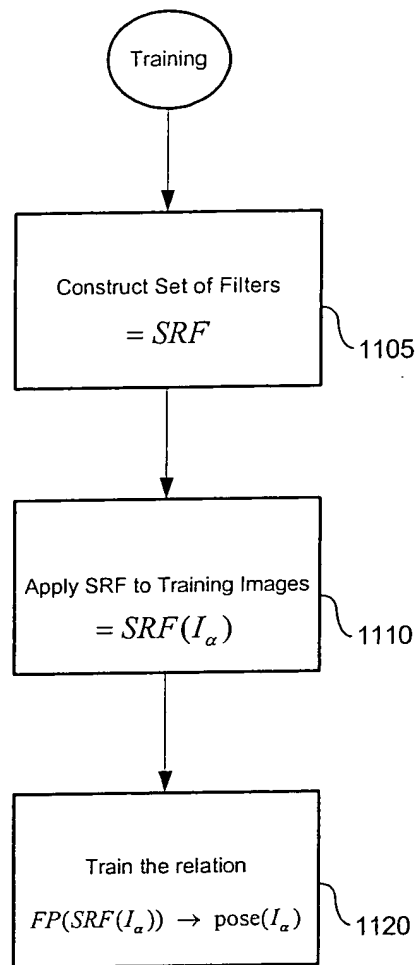 Training
Construct Set of Filters
= SRF
1105
Apply SRF to Training Images
= SRF(I_α)
1110
Train the relation
FP(SRF(I_α)) → pose(I_α)
1120